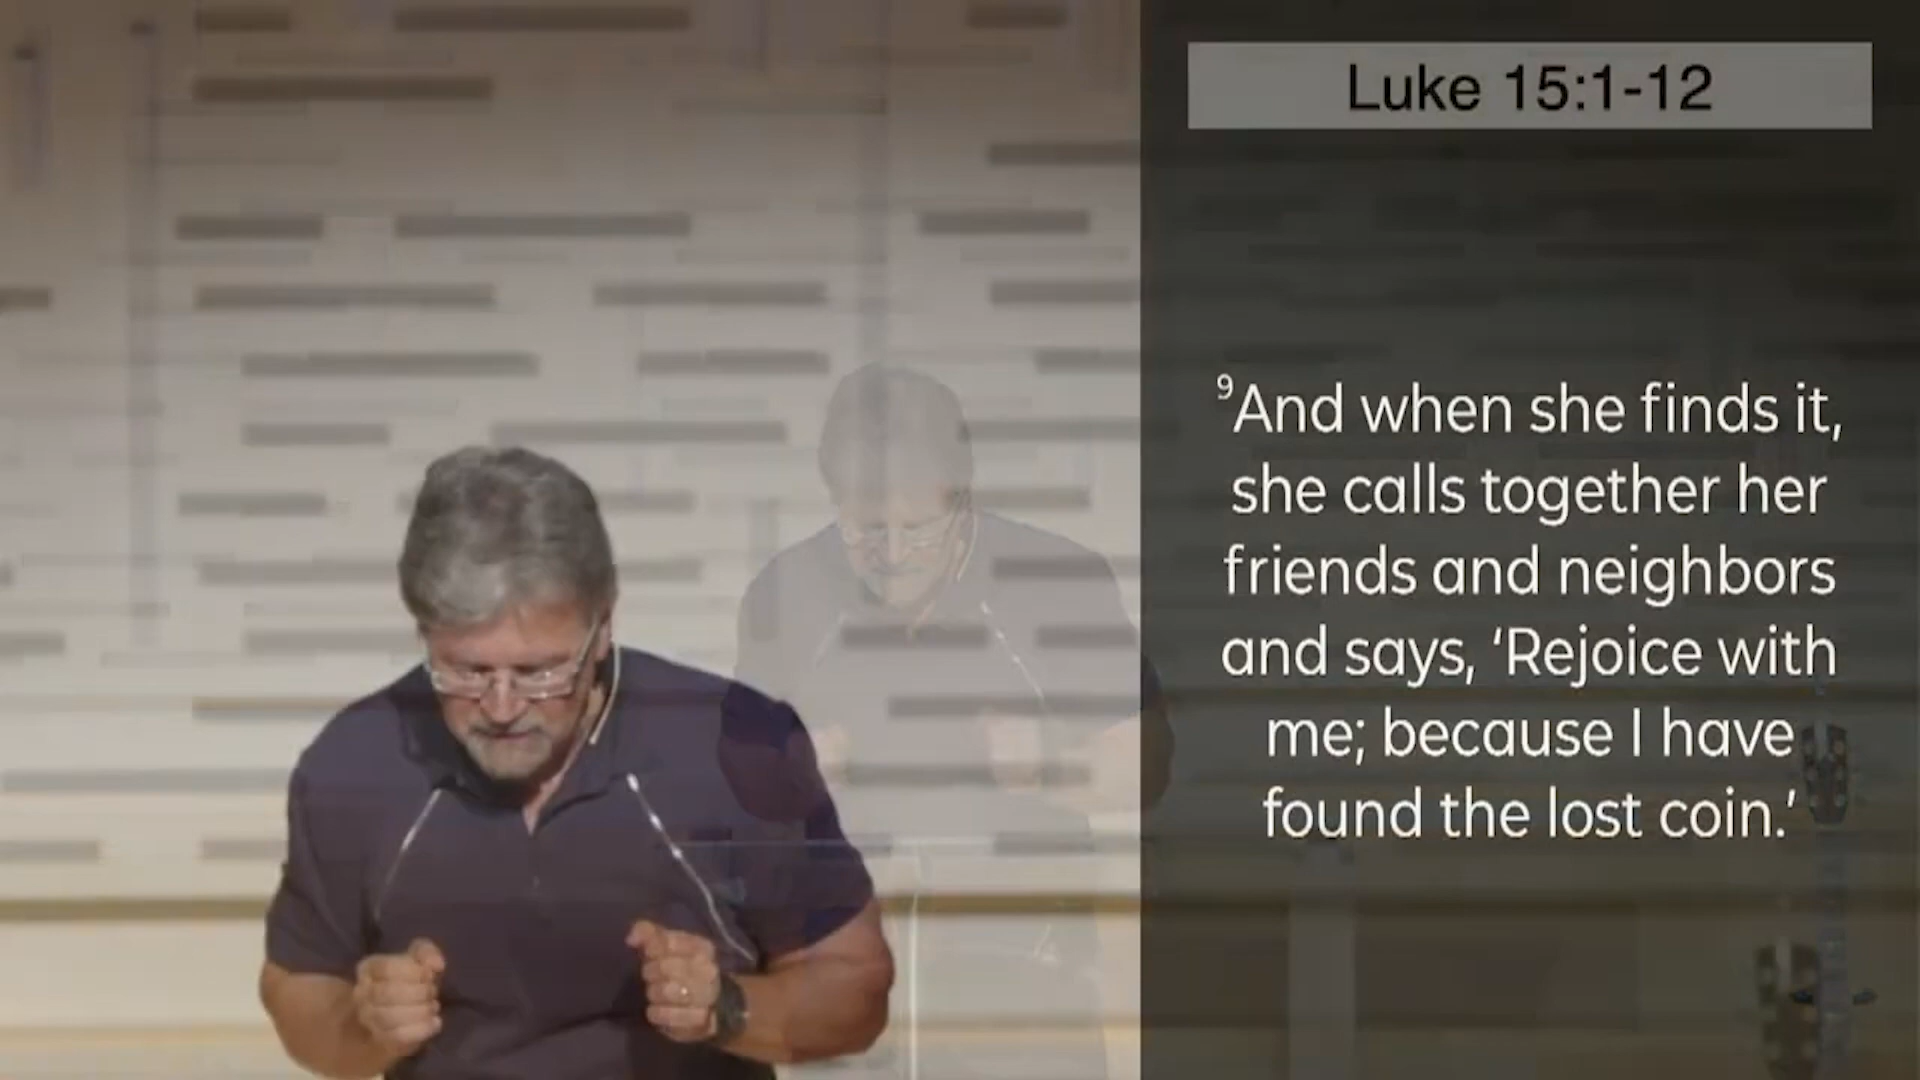 Luke 15:1-12
⁹And when she finds it,
she calls together her
friends and neighbors
and says, ‘Rejoice with
me; because I have
found the lost coin.’